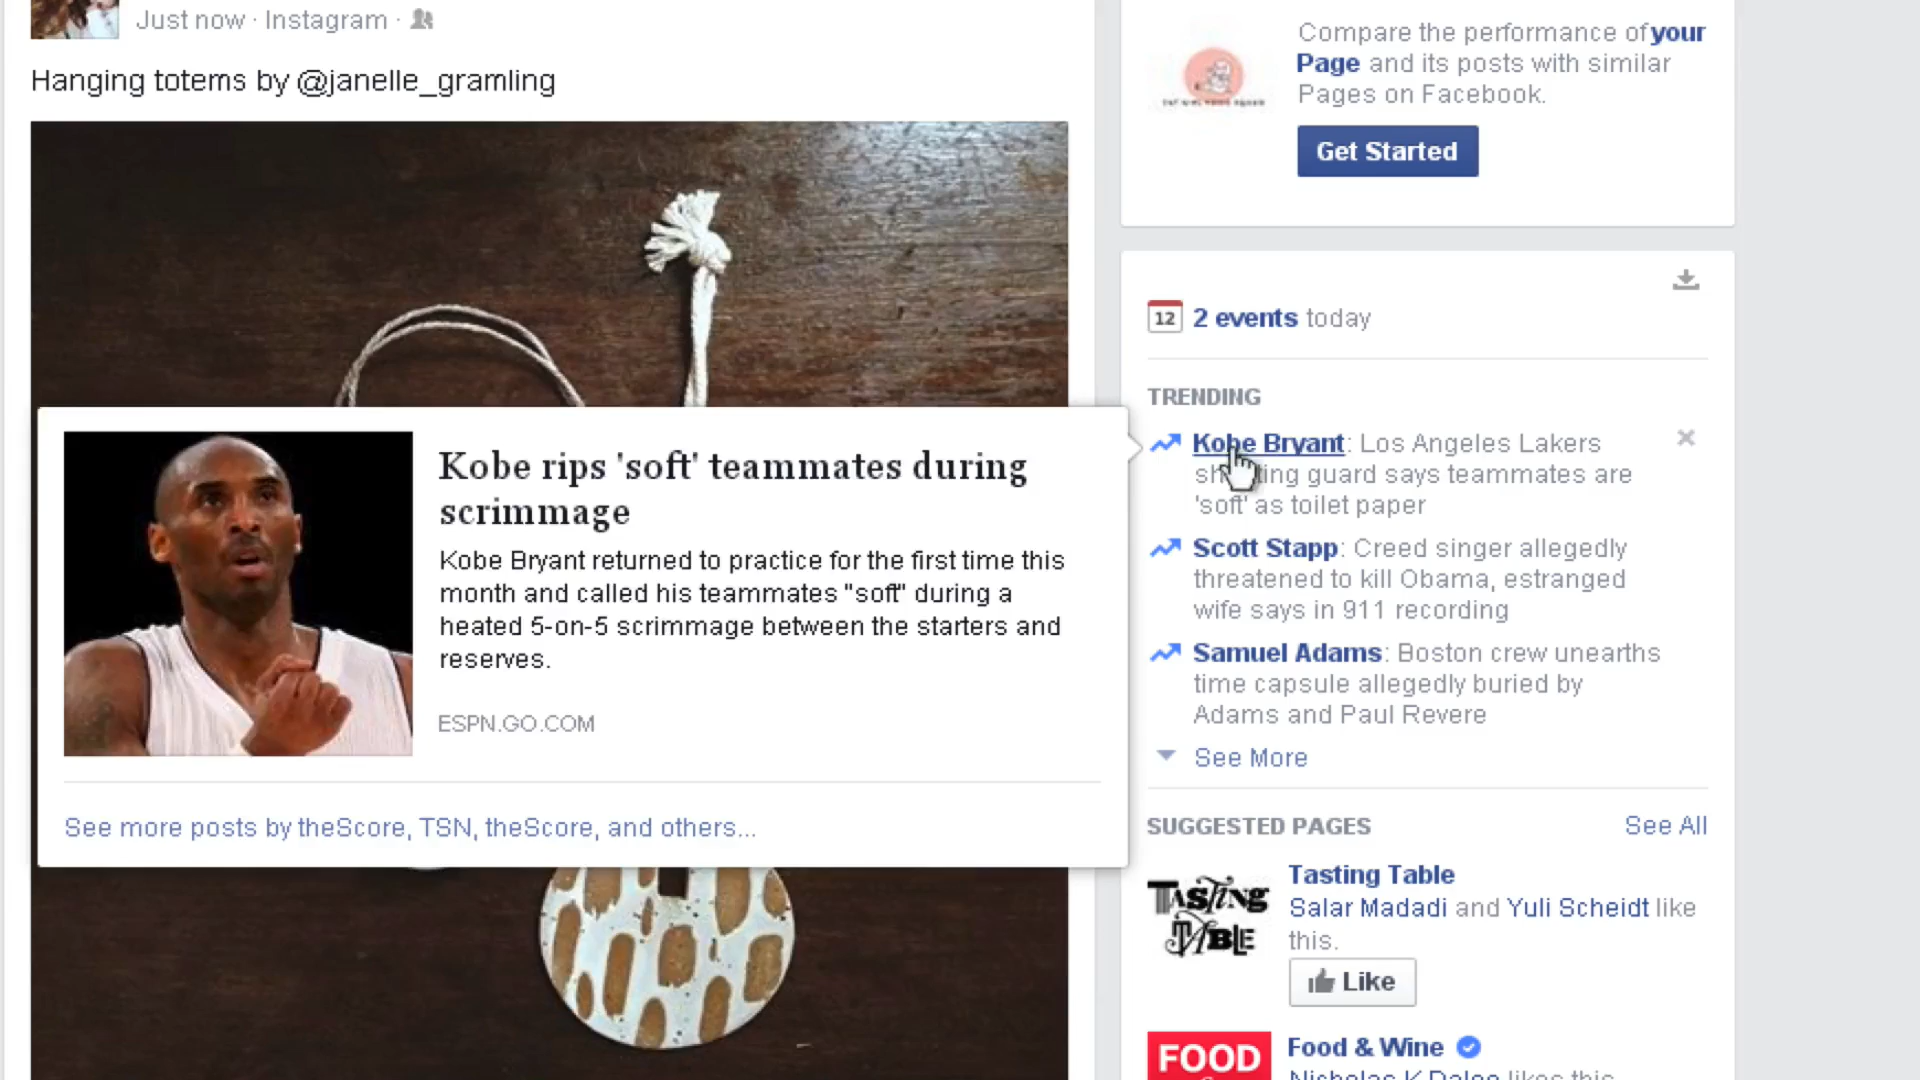 Just now · Instagram ·
Hanging totems by @janelle_gramling
Kobe rips 'soft' teammates during
scrimmage
Kobe Bryant returned to practice for the first time this
month and called his teammates "soft" during a
heated 5-on-5 scrimmage between the starters and
reserves.
ESPN.GO.COM
See more posts by theScore, TSN, theScore, and others...
Compare the performance of your
Page and its posts with similar
Pages on Facebook.
Get Started
12 2 events today
TRENDING
Kobe Bryant: Los Angeles Lakers
shooting guard says teammates are
'soft' as toilet paper
Scott Stapp: Creed singer allegedly
threatened to kill Obama, estranged
wife says in 911 recording
Samuel Adams: Boston crew unearths
time capsule allegedly buried by
Adams and Paul Revere
See More
SUGGESTED PAGES See All
TASTING
TABLE
Tasting Table
Salar Madadi and Yuli Scheidt like
this.
Like
FOOD
Food & Wine
Nicholas K Daloo likes this